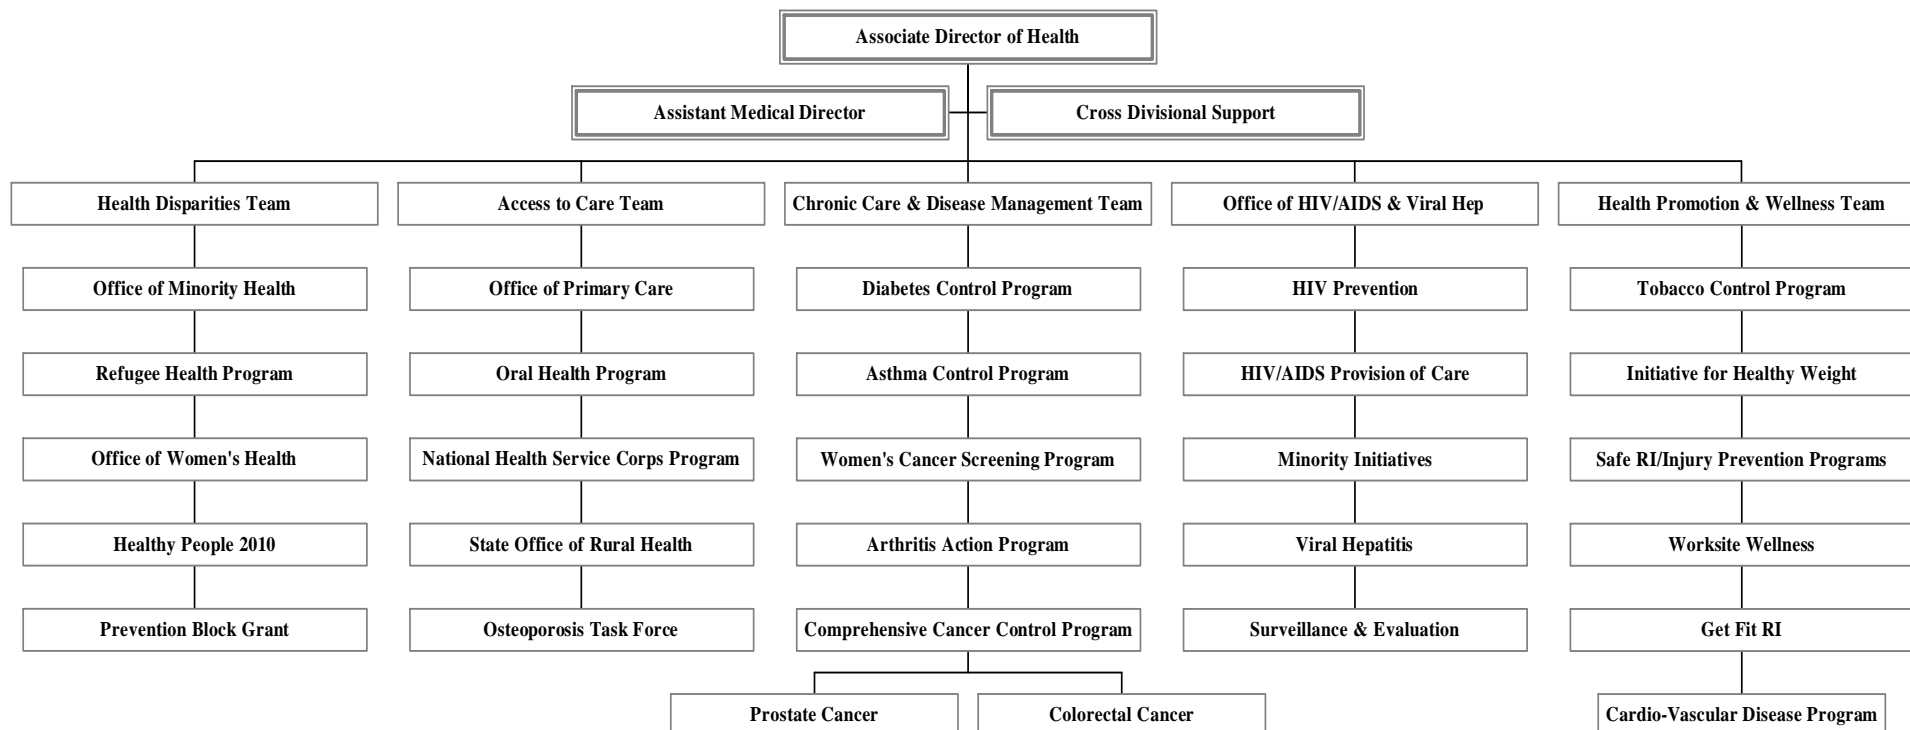 Associate Director of Health
Assistant Medical Director
Cross Divisional Support
Health Disparities Team
Access to Care Team
Chronic Care & Disease Management Team
Office of HIV/AIDS & Viral Hep
Health Promotion & Wellness Team
Office of Minority Health
Office of Primary Care
Diabetes Control Program
HIV Prevention
Tobacco Control Program
Refugee Health Program
Oral Health Program
Asthma Control Program
HIV/AIDS Provision of Care
Initiative for Healthy Weight
Office of Women's Health
National Health Service Corps Program
Women's Cancer Screening Program
Minority Initiatives
Safe RI/Injury Prevention Programs
Healthy People 2010
State Office of Rural Health
Arthritis Action Program
Viral Hepatitis
Worksite Wellness
Prevention Block Grant
Osteoporosis Task Force
Comprehensive Cancer Control Program
Surveillance & Evaluation
Get Fit RI
Prostate Cancer
Colorectal Cancer
Cardio-Vascular Disease Program